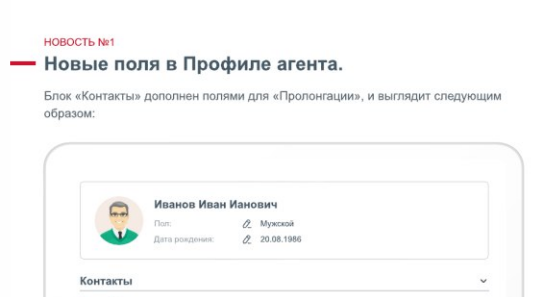 НОВОСТЬ №1
Новые поля в Профиле агента.
Блок «Контакты» дополнен полями для «Пролонгации», и выглядит следующим
образом:
Иванов Иван Ианович
Пол: Мужской
Дата рождения: 20.08.1986
Контакты